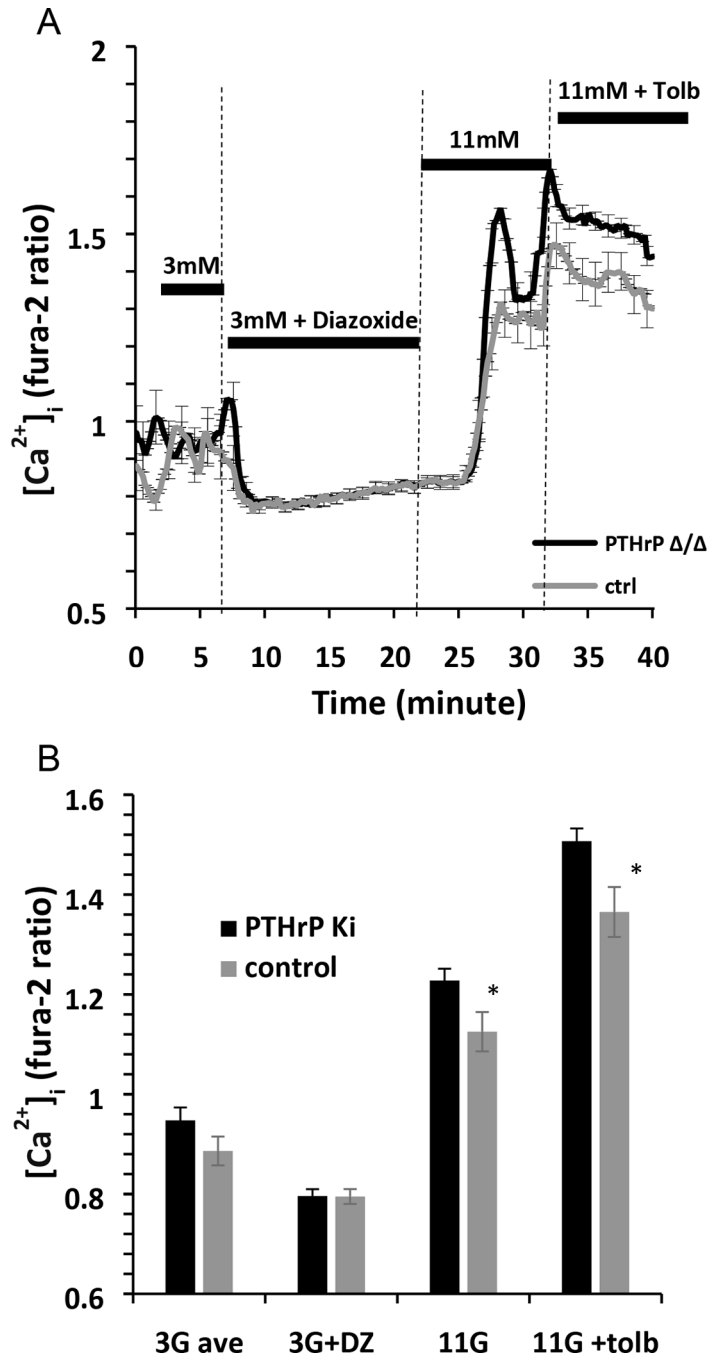 A
2
1.5
1
0.5
[Ca2+]i (fura-2 ratio)
3mM
3mM + Diazoxide
11mM
11mM + Tolb
PTHrP Δ/Δ
ctrl
0 5 10 15 20 25 30 35 40
Time (minute)
B
1.6
1.4
1.2
1
0.8
0.6
[Ca2+]i (fura-2 ratio)
PTHrP Ki
control
*
*
3G ave 3G+DZ 11G 11G +tolb